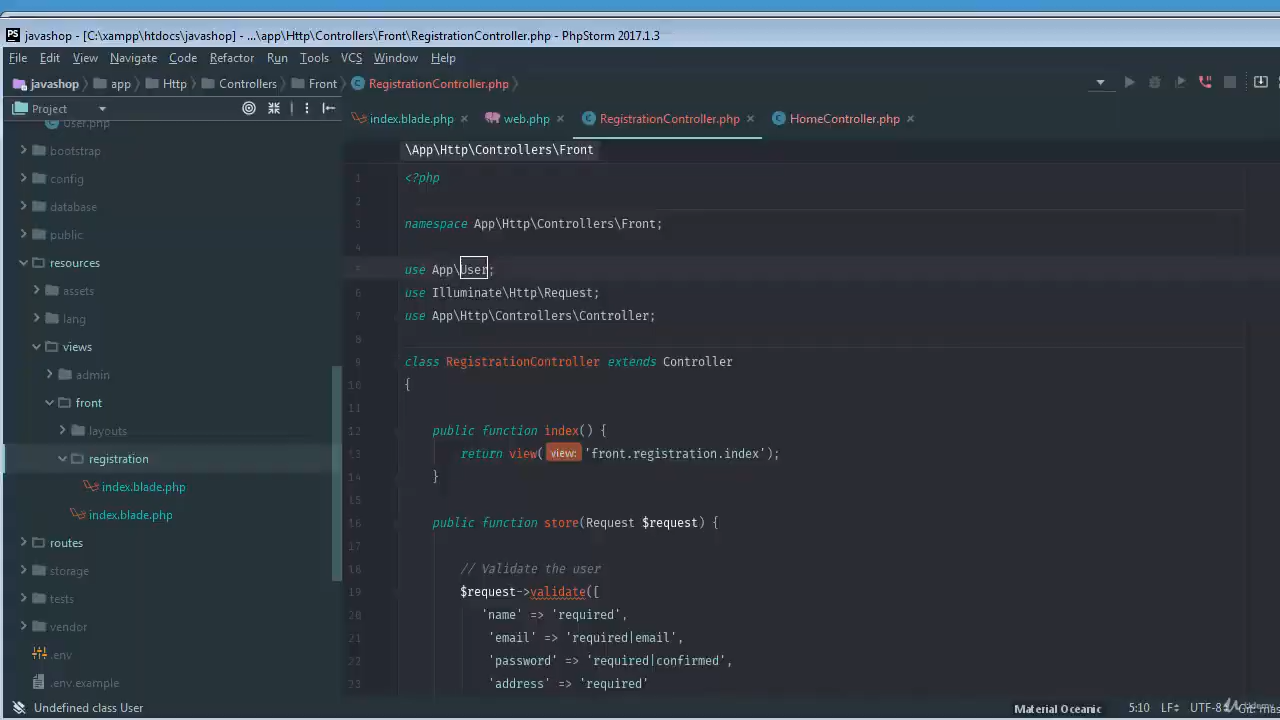 javashop - [C:\xampp\htdocs\javashop] - ...\app\Http\Controllers\Front\RegistrationController.php - PhpStorm 2017.1.3
File Edit View Navigate Code Refactor Run Tools VCS Window Help
javashop app Http Controllers Front RegistrationController.php
Project
index.blade.php web.php RegistrationController.php HomeController.php
User.php
bootstrap
config
database
public
resources
assets
lang
views
admin
front
layouts
registration
index.blade.php
index.blade.php
routes
storage
tests
vendor
.env
.env.example
\App\Http\Controllers\Front
1 <?php
2
3 namespace App\Http\Controllers\Front;
4
5 use App\User;
6 use Illuminate\Http\Request;
7 use App\Http\Controllers\Controller;
8
9 class RegistrationController extends Controller
10 {
11
12 public function index() {
13 return view( view: 'front.registration.index');
14 }
15
16 public function store(Request $request) {
17
18 // Validate the user
19 $request->validate([
20 'name' => 'required',
21 'email' => 'required|email',
22 'password' => 'required|confirmed',
23 'address' => 'required'
Undefined class User
Material Oceanic 5:10 LF UTF-8